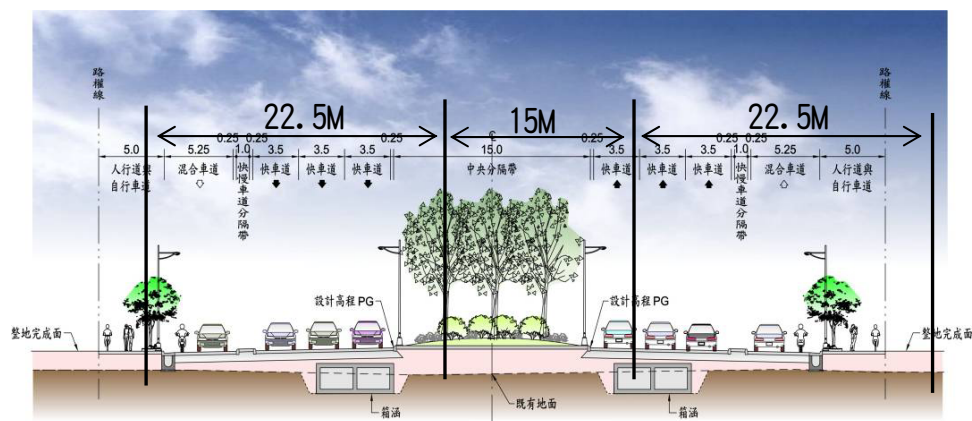 路權線
路權線
22.5M
15M
22.5M
0.25 0.25 0.25 ℄ 0.25 0.25 0.25
5.0 5.25 1.0 3.5 3.5 3.5 15.0 3.5 3.5 3.5 1.0 5.25 5.0
人行道與
自行車道
混合車道
快慢車道分隔帶
快車道
快車道
快車道
中央分隔帶
快車道
快車道
快車道
快慢車道分隔帶
混合車道
人行道與
自行車道
設計高程PG
設計高程PG
整地完成面
整地完成面
箱涵
既有地面
箱涵